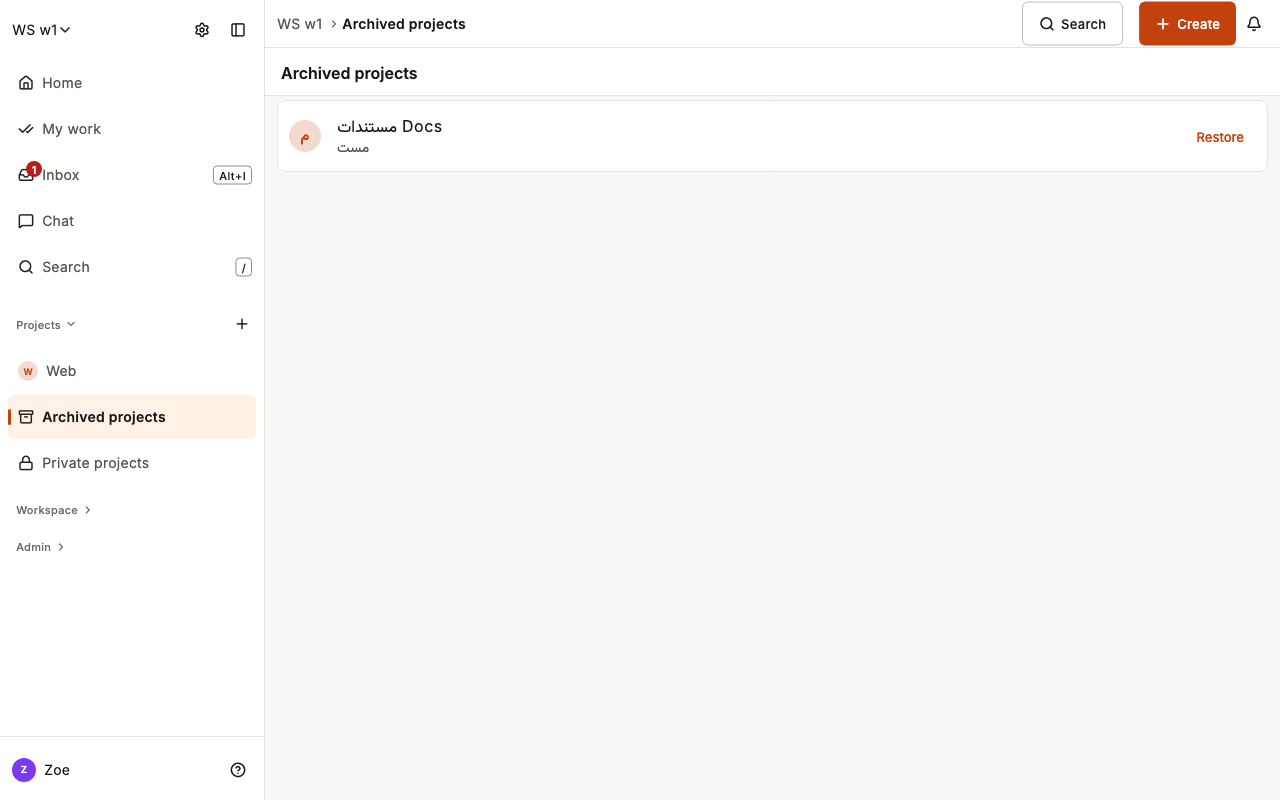 WS w1
Home
My work
1
Inbox
Alt+I
Chat
Search
/
Projects
W
Web
Archived projects
Private projects
Workspace
Admin
Z
Zoe
WS w1
Archived projects
Search
Create
Archived projects
م
مستندات Docs
مست
Restore